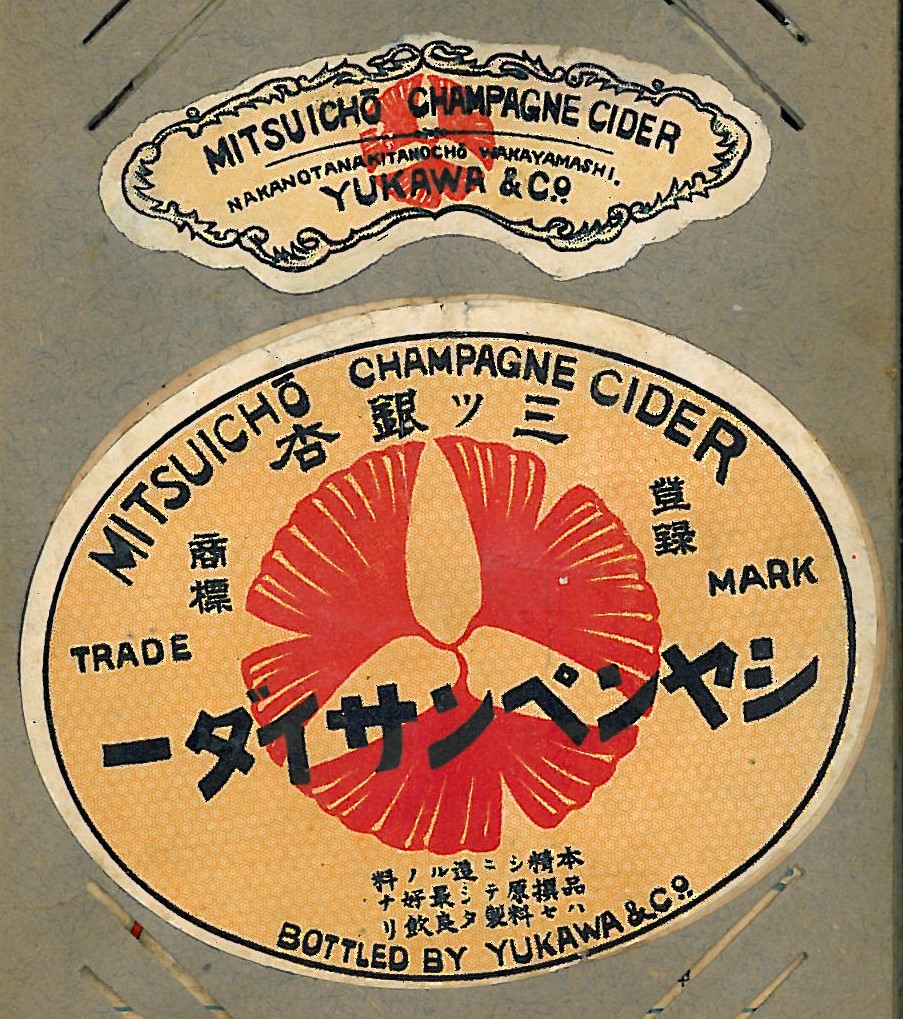 MITSUICHŌ CHAMPAGNE CIDER
NAKANOTANAKITANOCHŌ WAKAYAMASHI.
YUKAWA & Co.
MITSUICHŌ CHAMPAGNE CIDER
三ツ銀杏
登録
商標
TRADE MARK
シヤンペンサイダー
本品ハ
精撰セ
シ原料
ニテ製
造シタ
ル最良
ノ好飲
料ナリ
BOTTLED BY YUKAWA & Co.